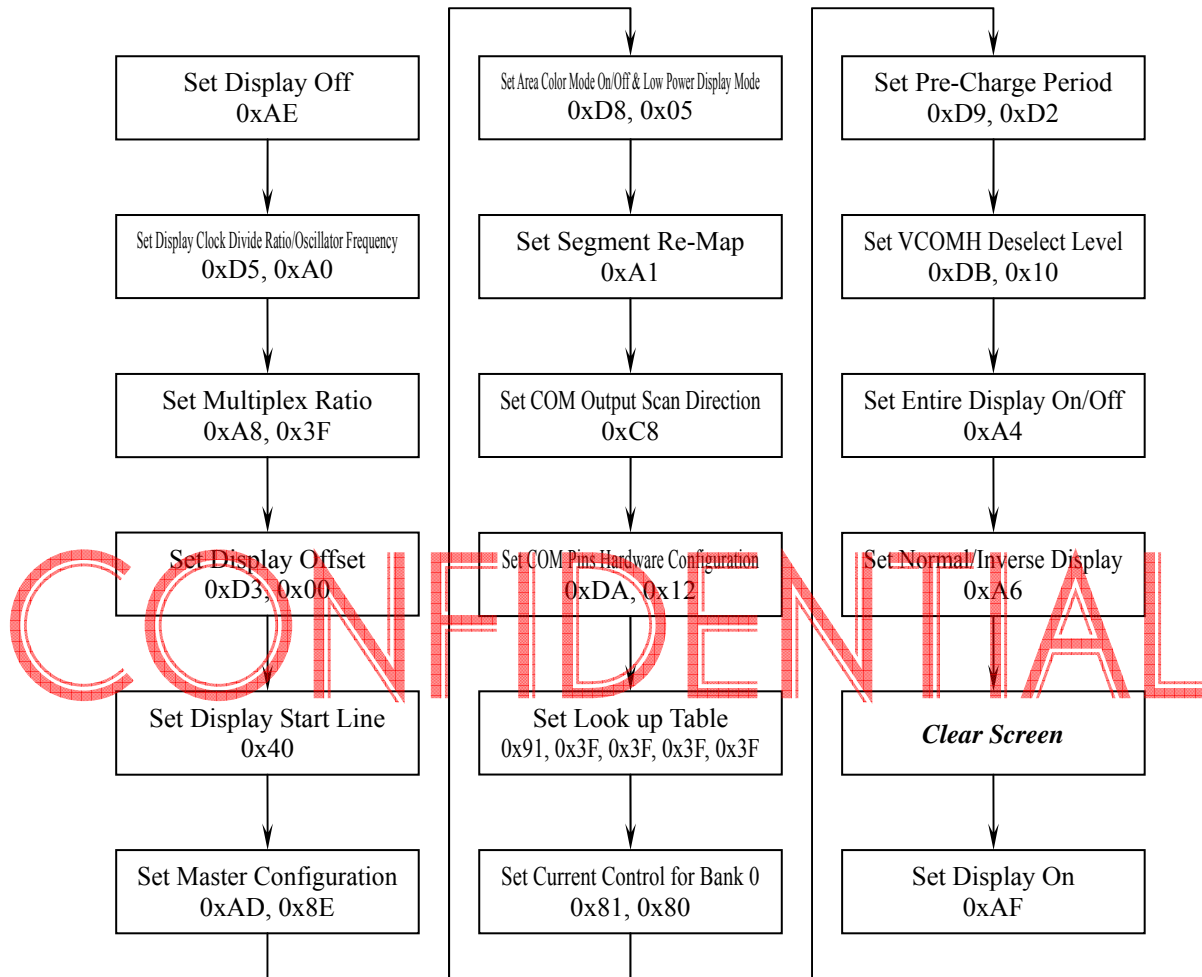 Set Display Off
0xAE
Set Display Clock Divide Ratio/Oscillator Frequency
0xD5, 0xA0
Set Multiplex Ratio
0xA8, 0x3F
Set Display Offset
0xD3, 0x00
Set Display Start Line
0x40
Set Master Configuration
0xAD, 0x8E
Set Area Color Mode On/Off & Low Power Display Mode
0xD8, 0x05
Set Segment Re-Map
0xA1
Set COM Output Scan Direction
0xC8
Set COM Pins Hardware Configuration
0xDA, 0x12
Set Look up Table
0x91, 0x3F, 0x3F, 0x3F, 0x3F
Set Current Control for Bank 0
0x81, 0x80
Set Pre-Charge Period
0xD9, 0xD2
Set VCOMH Deselect Level
0xDB, 0x10
Set Entire Display On/Off
0xA4
Set Normal/Inverse Display
0xA6
Clear Screen
Set Display On
0xAF
CONFIDENTIAL